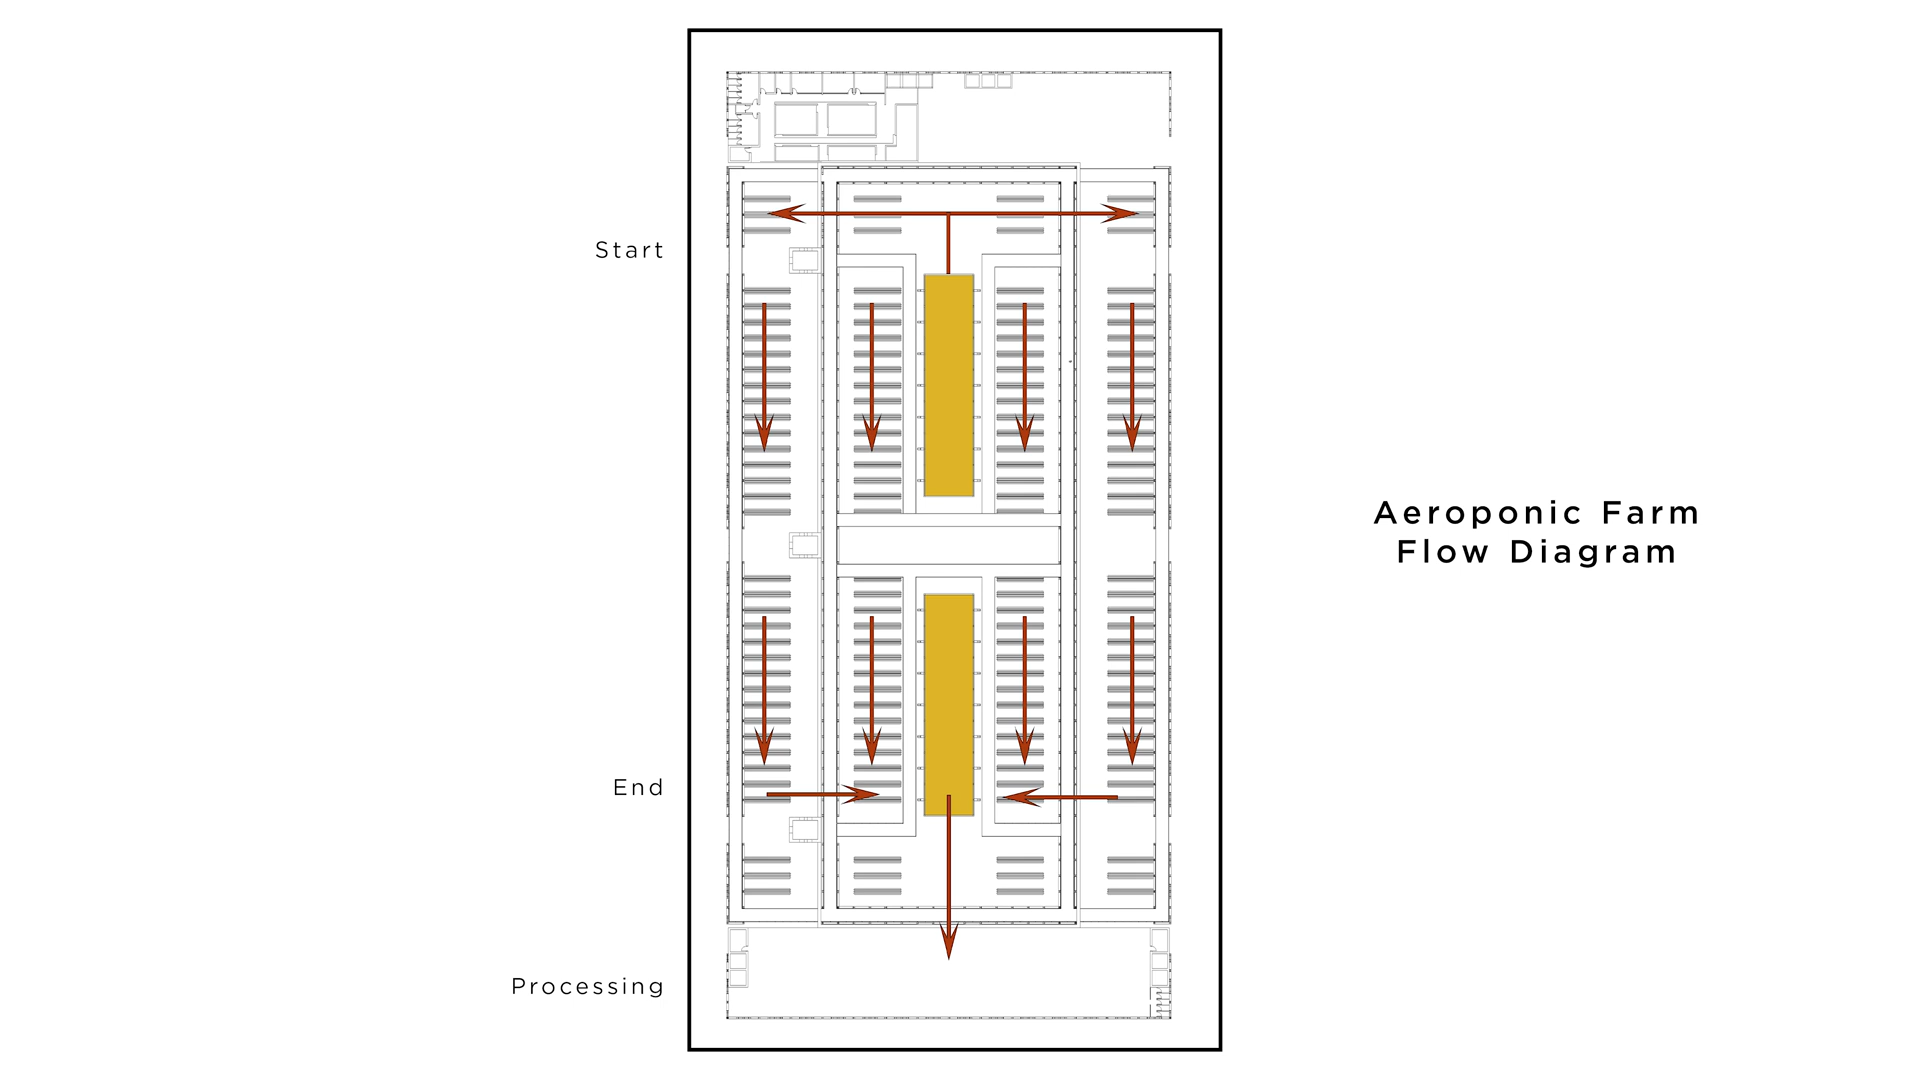 Start
Aeroponic Farm
Flow Diagram
End
Processing